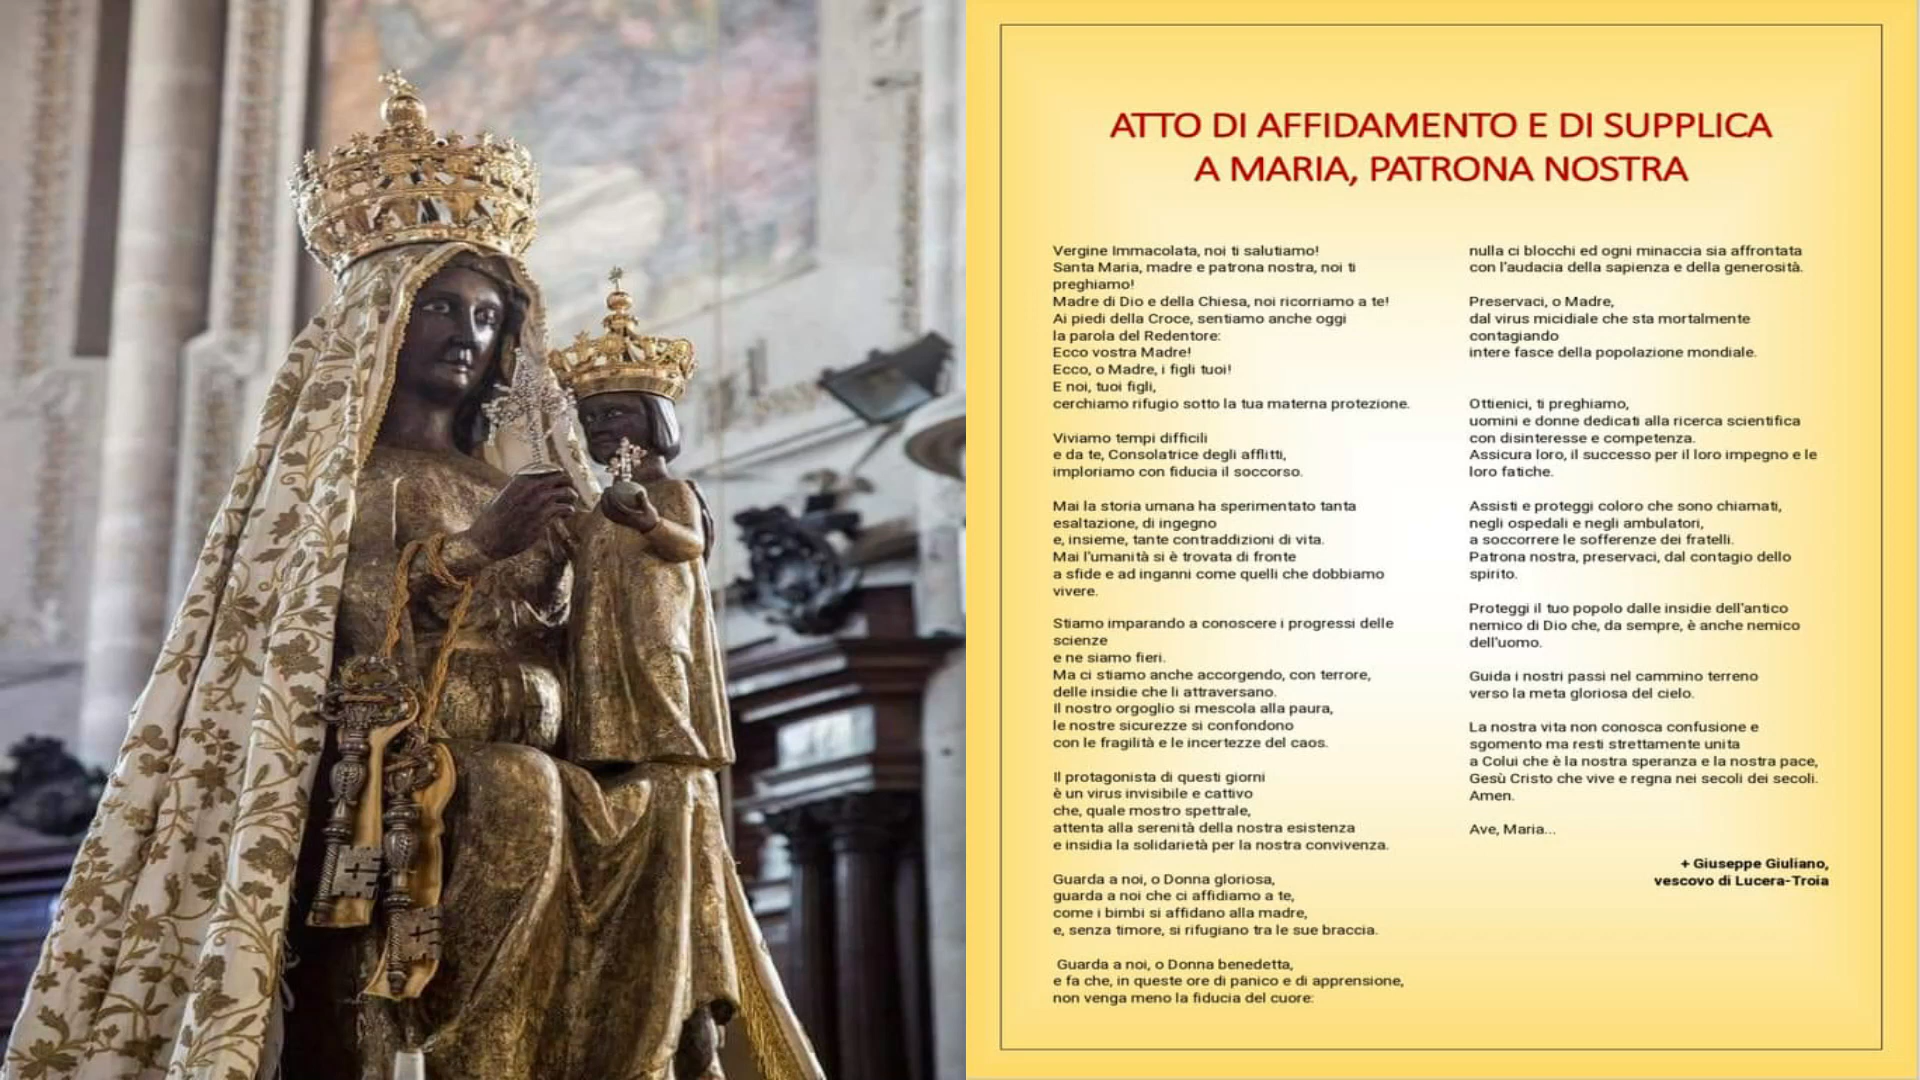 ATTO DI AFFIDAMENTO E DI SUPPLICA
A MARIA, PATRONA NOSTRA
Vergine Immacolata, noi ti salutiamo!
Santa Maria, madre e patrona nostra, noi ti
preghiamo!
Madre di Dio e della Chiesa, noi ricorriamo a te!
Ai piedi della Croce, sentiamo anche oggi
la parola del Redentore:
Ecco vostra Madre!
Ecco, o Madre, i figli tuoi!
E noi, tuoi figli,
cerchiamo rifugio sotto la tua materna protezione.
Viviamo tempi difficili
e da te, Consolatrice degli afflitti,
imploriamo con fiducia il soccorso.
Mai la storia umana ha sperimentato tanta
esaltazione, di ingegno
e, insieme, tante contraddizioni di vita.
Mai l'umanità si è trovata di fronte
a sfide e ad inganni come quelli che dobbiamo
vivere.
Stiamo imparando a conoscere i progressi delle
scienze
e ne siamo fieri.
Ma ci stiamo anche accorgendo, con terrore,
delle insidie che li attraversano.
Il nostro orgoglio si mescola alla paura,
le nostre sicurezze si confondono
con le fragilità e le incertezze del caos.
Il protagonista di questi giorni
è un virus invisibile e cattivo
che, quale mostro spettrale,
attenta alla serenità della nostra esistenza
e insidia la solidarietà per la nostra convivenza.
Guarda a noi, o Donna gloriosa,
guarda a noi che ci affidiamo a te,
come i bimbi si affidano alla madre,
e, senza timore, si rifugiano tra le sue braccia.
Guarda a noi, o Donna benedetta,
e fa che, in queste ore di panico e di apprensione,
non venga meno la fiducia del cuore:
nulla ci blocchi ed ogni minaccia sia affrontata
con l'audacia della sapienza e della generosità.
Preservaci, o Madre,
dal virus micidiale che sta mortalmente
contagiando
intere fasce della popolazione mondiale.
Ottienici, ti preghiamo,
uomini e donne dedicati alla ricerca scientifica
con disinteresse e competenza.
Assicura loro, il successo per il loro impegno e le
loro fatiche.
Assisti e proteggi coloro che sono chiamati,
negli ospedali e negli ambulatori,
a soccorrere le sofferenze dei fratelli.
Patrona nostra, preservaci, dal contagio dello
spirito.
Proteggi il tuo popolo dalle insidie dell'antico
nemico di Dio che, da sempre, è anche nemico
dell'uomo.
Guida i nostri passi nel cammino terreno
verso la meta gloriosa del cielo.
La nostra vita non conosca confusione e
sgomento ma resti strettamente unita
a Colui che è la nostra speranza e la nostra pace,
Gesù Cristo che vive e regna nei secoli dei secoli.
Amen.
Ave, Maria...
+ Giuseppe Giuliano,
vescovo di Lucera-Troia